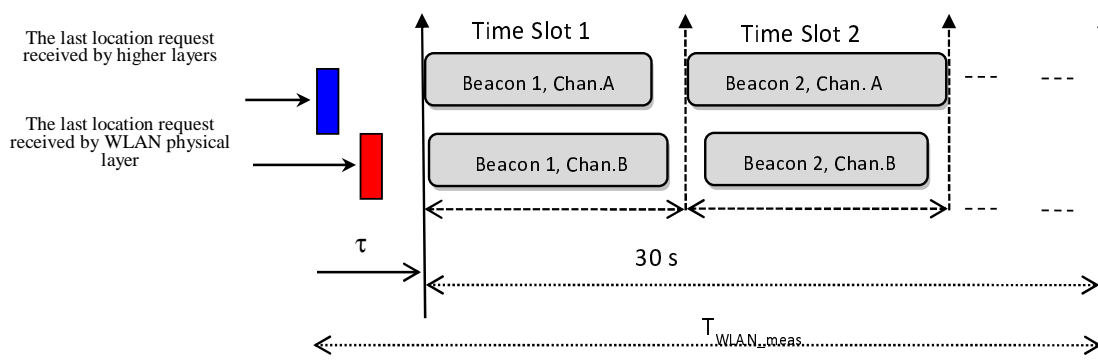 The last location request
received by higher layers
The last location request
received by WLAN physical
layer
Time Slot 1
Time Slot 2
Beacon 1, Chan.A
Beacon 2, Chan. A
Beacon 1, Chan.B
Beacon 2, Chan.B
τ
30 s
T_WLAN_meas